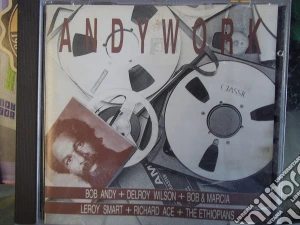 ANDYWORK
BOB ANDY + DELROY WILSON + BOB & MARCIA
LEROY SMART + RICHARD ACE + THE ETHIOPIANS